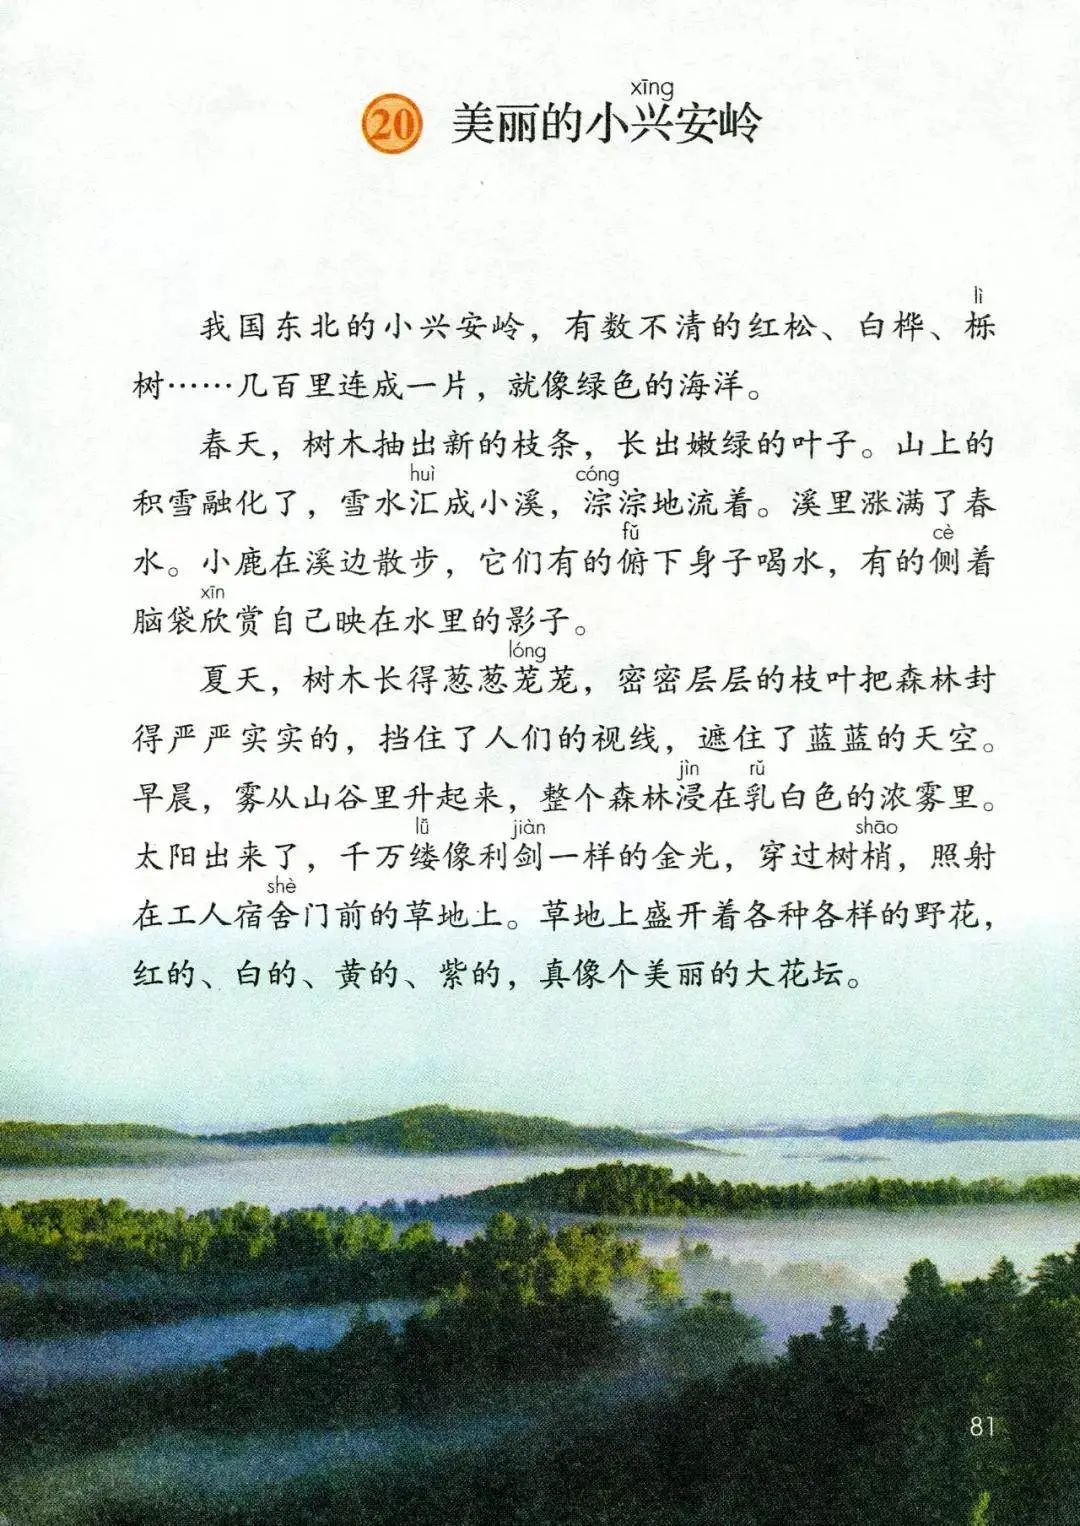 xīng
20 美丽的小兴安岭
lì
我国东北的小兴安岭，有数不清的红松、白桦、栎
树……几百里连成一片，就像绿色的海洋。
春天，树木抽出新的枝条，长出嫩绿的叶子。山上的
huì cóng
积雪融化了，雪水汇成小溪，淙淙地流着。溪里涨满了春
fǔ cè
水。小鹿在溪边散步，它们有的俯下身子喝水，有的侧着
xīn
脑袋欣赏自己映在水里的影子。
lóng
夏天，树木长得葱葱茏茏，密密层层的枝叶把森林封
得严严实实的，挡住了人们的视线，遮住了蓝蓝的天空。
jìn rǔ
早晨，雾从山谷里升起来，整个森林浸在乳白色的浓雾里。
lǚ jiàn shāo
太阳出来了，千万缕像利剑一样的金光，穿过树梢，照射
shè
在工人宿舍门前的草地上。草地上盛开着各种各样的野花，
红的、白的、黄的、紫的，真像个美丽的大花坛。
81